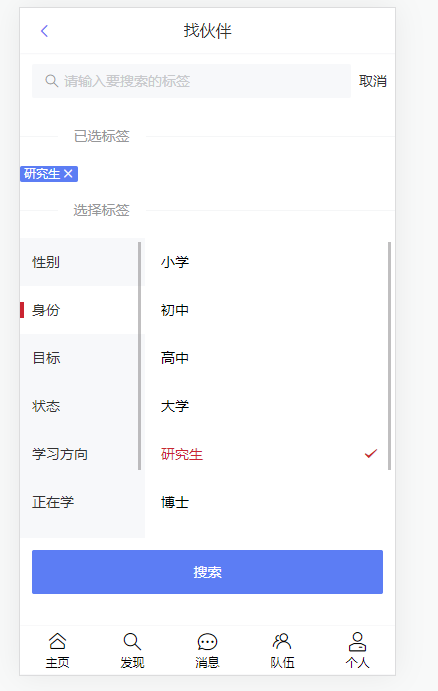 找伙伴
请输入要搜索的标签 取消
已选标签
研究生
选择标签
性别 小学
身份 初中
目标 高中
状态 大学
学习方向 研究生
正在学 博士
搜索
主页 发现 消息 队伍 个人